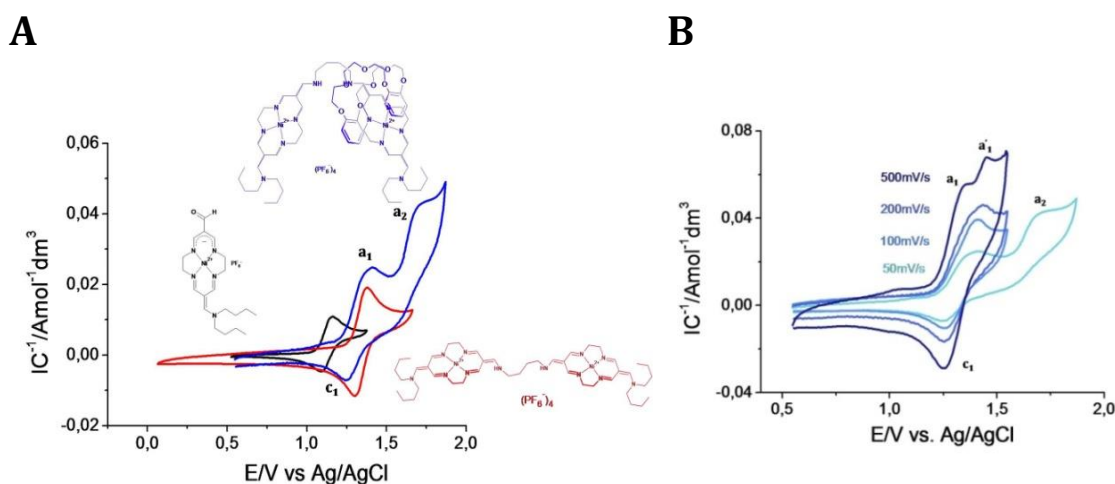 A
B
(PF₆⁻)₄
PF₆⁻
IC⁻¹/Amol⁻¹dm³
0,06
0,04
0,02
0,00
-0,02
a₁
a₂
c₁
(PF₆⁻)₄
0,0
0,5
1,0
1,5
2,0
E/V vs Ag/AgCl
IC⁻¹/Amol⁻¹dm³
0,08
0,04
0,00
-0,04
500mV/s
200mV/s
100mV/s
50mV/s
a₁
a'₁
a₂
c₁
0,5
1,0
1,5
2,0
E/V vs. Ag/AgCl